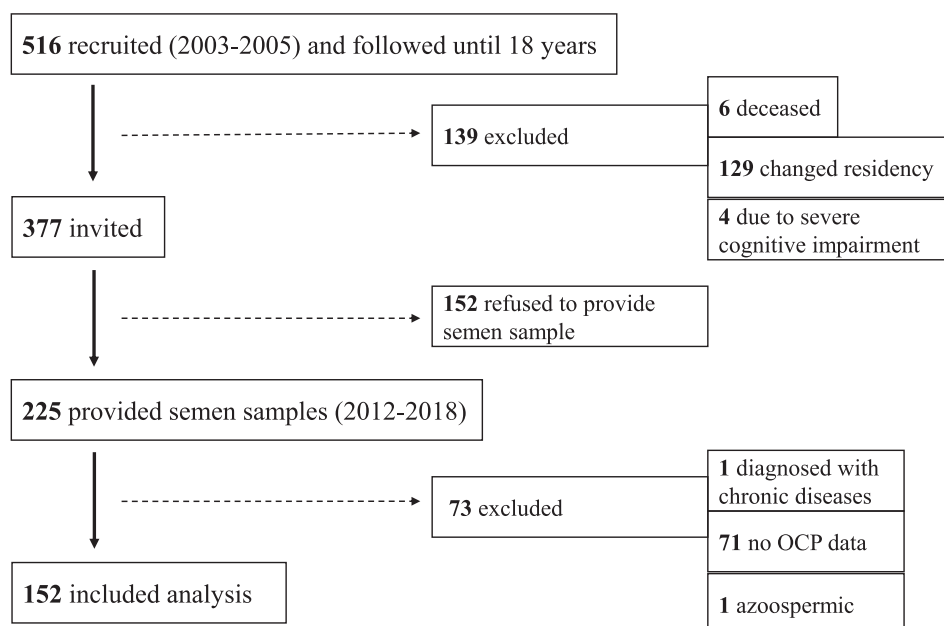 516 recruited (2003-2005) and followed until 18 years
6 deceased
139 excluded
129 changed residency
377 invited
4 due to severe
cognitive impairment
152 refused to provide
semen sample
225 provided semen samples (2012-2018)
1 diagnosed with
chronic diseases
73 excluded
71 no OCP data
152 included analysis
1 azoospermic